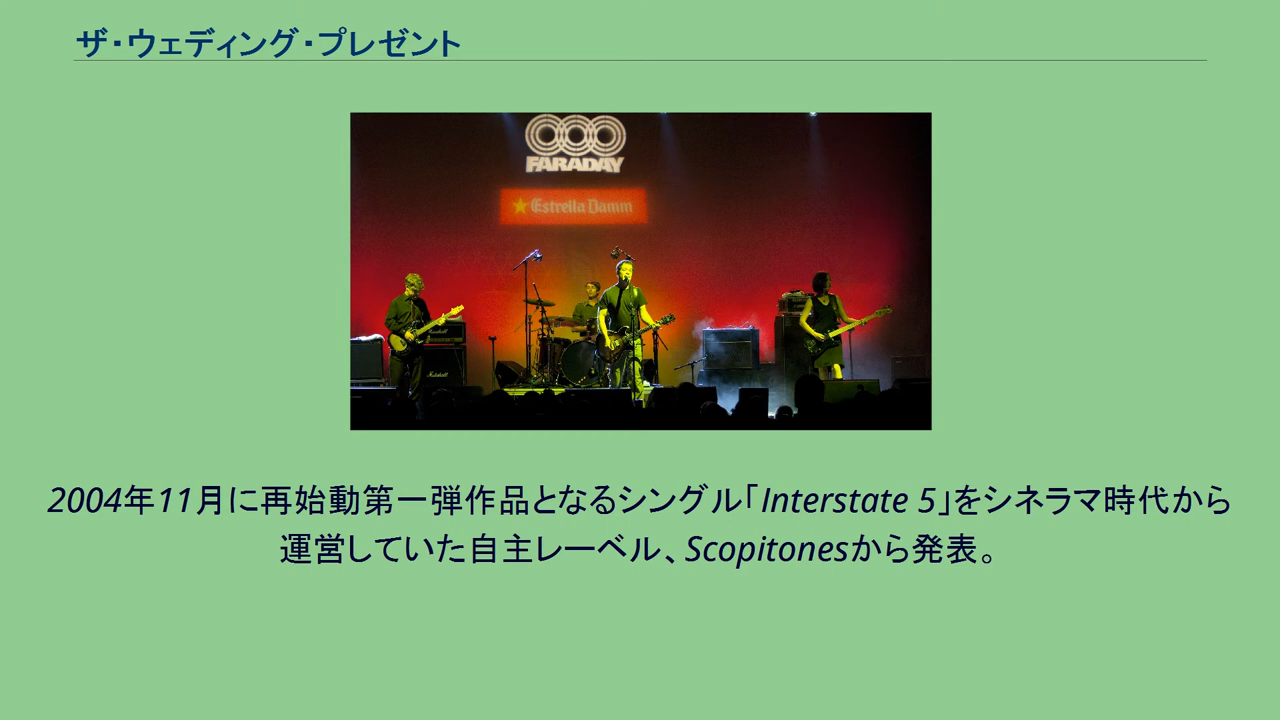 ザ・ウェディング・プレゼント
FARADAY
Estrella Damm
Marshall
Marshall
2004年11月に再始動第一弾作品となるシングル「Interstate 5」をシネラマ時代から
運営していた自主レーベル、Scopitonesから発表。